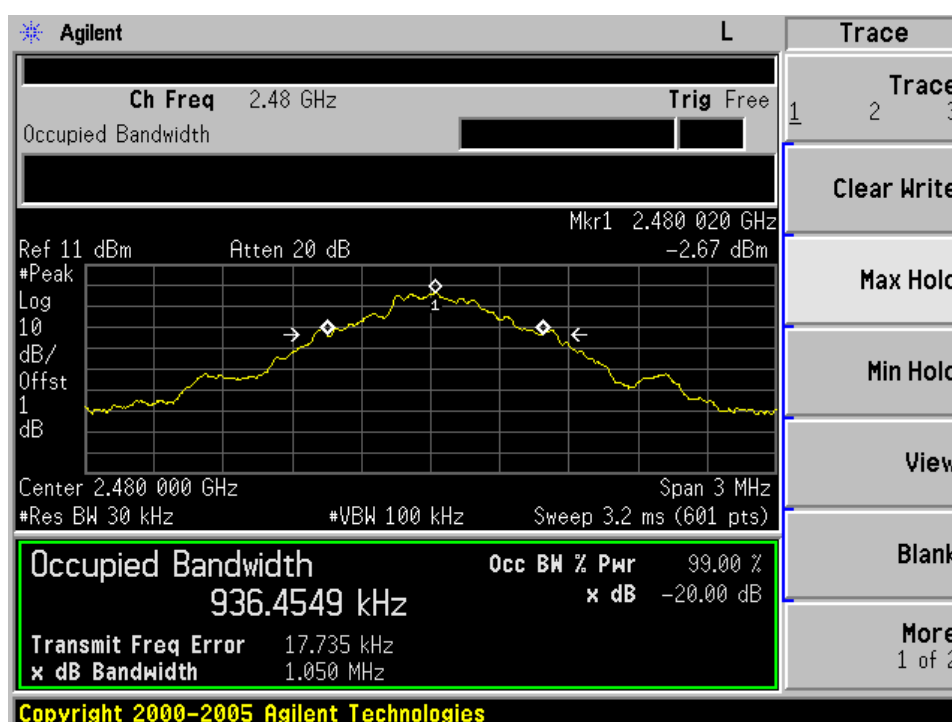 Agilent
L
Trace
Ch Freq 2.48 GHz
Trig Free
Occupied Bandwidth
Trace
1 2 3
Clear Write
Max Hold
Min Hold
View
Blank
More
1 of 2
Mkr1 2.480 020 GHz
Ref 11 dBm
Atten 20 dB
-2.67 dBm
#Peak
Log
10
dB/
Offst
1
dB
1
Center 2.480 000 GHz
Span 3 MHz
#Res BW 30 kHz
#VBW 100 kHz
Sweep 3.2 ms (601 pts)
Occupied Bandwidth
936.4549 kHz
Occ BW % Pwr 99.00 %
x dB -20.00 dB
Transmit Freq Error 17.735 kHz
x dB Bandwidth 1.050 MHz
Copyright 2000-2005 Agilent Technologies